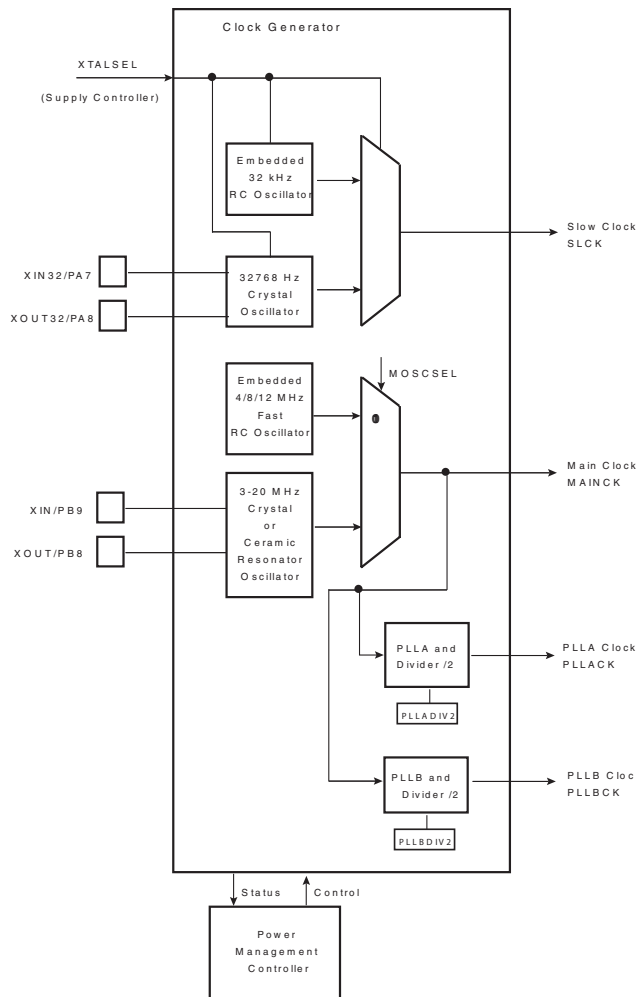 Clock Generator
XTALSEL
(Supply Controller)
Embedded
32 kHz
RC Oscillator
Slow Clock
SLCK
XIN32/PA7
32768 Hz
Crystal
Oscillator
XOUT32/PA8
MOSCSEL
Embedded
4/8/12 MHz
Fast
RC Oscillator
Main Clock
MAINCK
XIN/PB9
3-20 MHz
Crystal
or
Ceramic
Resonator
Oscillator
XOUT/PB8
PLLA and
Divider /2
PLLA Clock
PLLACK
PLLADIV2
PLLB and
Divider /2
PLLB Cloc
PLLBCK
PLLBDIV2
Status
Control
Power
Management
Controller